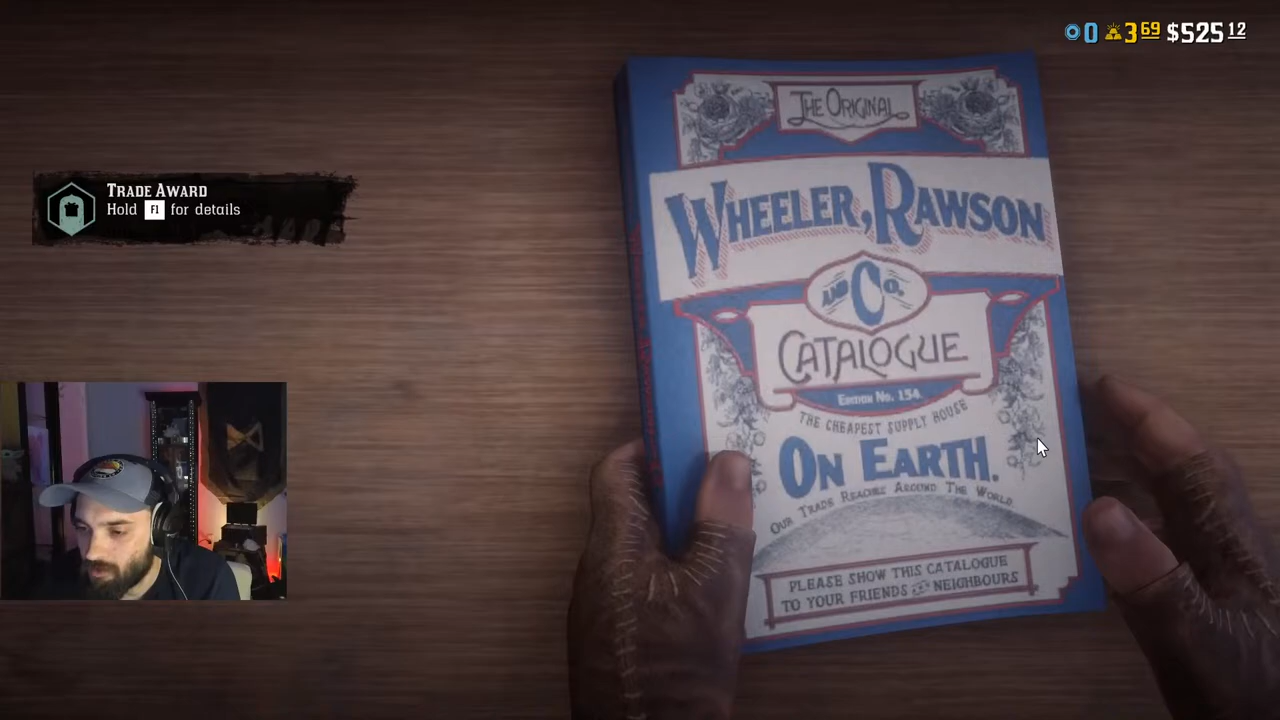 0 3 69 $525 12
TRADE AWARD
Hold F1 for details
THE ORIGINAL
WHEELER, RAWSON
AND Co.
CATALOGUE
EDITION No. 154.
THE CHEAPEST SUPPLY HOUSE
ON EARTH.
OUR TRADE REACHES AROUND THE WORLD
PLEASE SHOW THIS CATALOGUE
TO YOUR FRIENDS AND NEIGHBOURS